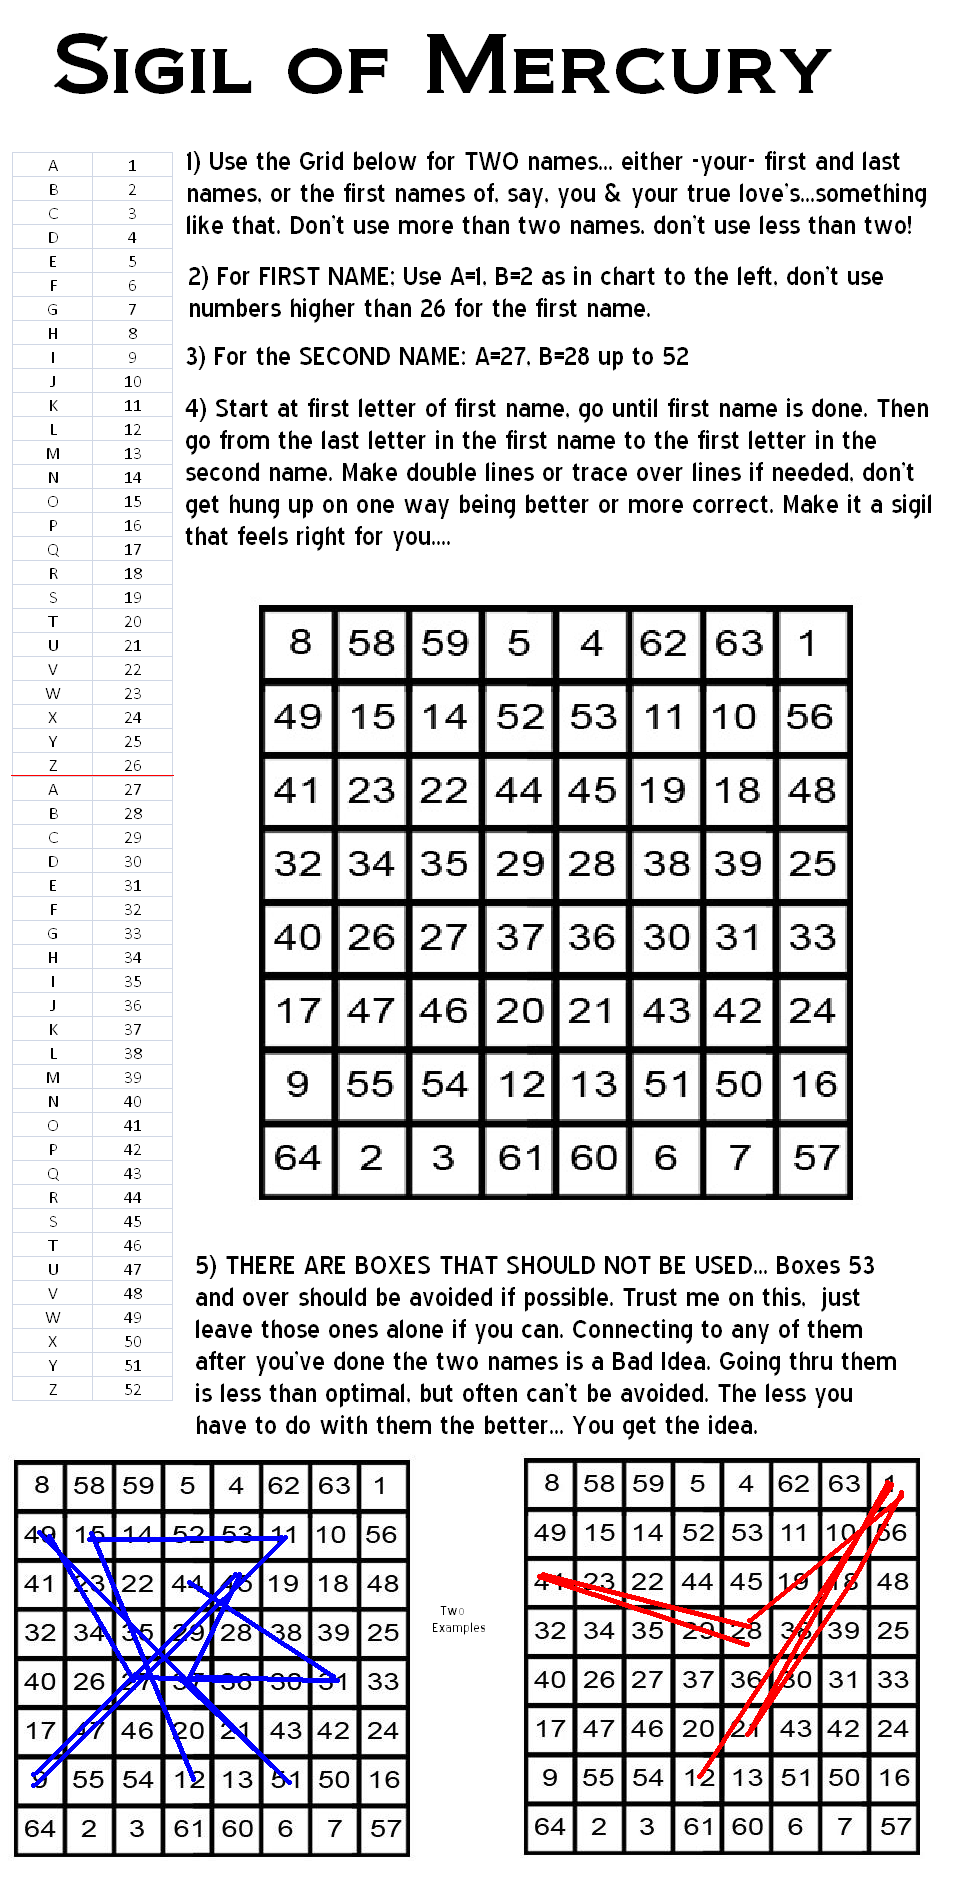 SIGIL OF MERCURY
A 1
B 2
C 3
D 4
E 5
F 6
G 7
H 8
I 9
J 10
K 11
L 12
M 13
N 14
O 15
P 16
Q 17
R 18
S 19
T 20
U 21
V 22
W 23
X 24
Y 25
Z 26
A 27
B 28
C 29
D 30
E 31
F 32
G 33
H 34
I 35
J 36
K 37
L 38
M 39
N 40
O 41
P 42
Q 43
R 44
S 45
T 46
U 47
V 48
W 49
X 50
Y 51
Z 52
1) Use the Grid below for TWO names... either -your- first and last
names, or the first names of, say, you & your true love's...something
like that. Don't use more than two names, don't use less than two!
2) For FIRST NAME: Use A=1, B=2 as in chart to the left, don't use
numbers higher than 26 for the first name.
3) For the SECOND NAME: A=27, B=28 up to 52
4) Start at first letter of first name, go until first name is done. Then
go from the last letter in the first name to the first letter in the
second name. Make double lines or trace over lines if needed, don't
get hung up on one way being better or more correct. Make it a sigil
that feels right for you....
8 58 59 5 4 62 63 1
49 15 14 52 53 11 10 56
41 23 22 44 45 19 18 48
32 34 35 29 28 38 39 25
40 26 27 37 36 30 31 33
17 47 46 20 21 43 42 24
9 55 54 12 13 51 50 16
64 2 3 61 60 6 7 57
5) THERE ARE BOXES THAT SHOULD NOT BE USED... Boxes 53
and over should be avoided if possible. Trust me on this, just
leave those ones alone if you can. Connecting to any of them
after you've done the two names is a Bad Idea. Going thru them
is less than optimal, but often can't be avoided. The less you
have to do with them the better... You get the idea.
8 58 59 5 4 62 63 1
49 15 14 52 53 11 10 56
41 23 22 44 45 19 18 48
32 34 35 29 28 38 39 25
40 26 27 37 36 30 31 33
17 47 46 20 21 43 42 24
9 55 54 12 13 51 50 16
64 2 3 61 60 6 7 57
Two
Examples
8 58 59 5 4 62 63 1
49 15 14 52 53 11 10 56
41 23 22 44 45 19 18 48
32 34 35 29 28 38 39 25
40 26 27 37 36 30 31 33
17 47 46 20 21 43 42 24
9 55 54 12 13 51 50 16
64 2 3 61 60 6 7 57